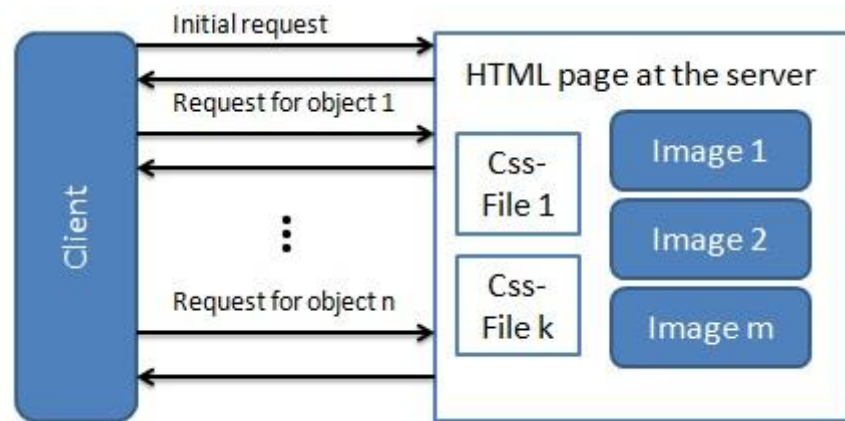 Initial request
HTML page at the server
Request for object 1
Client
Css-
File 1
Image 1
Image 2
Request for object n
Css-
File k
Image m